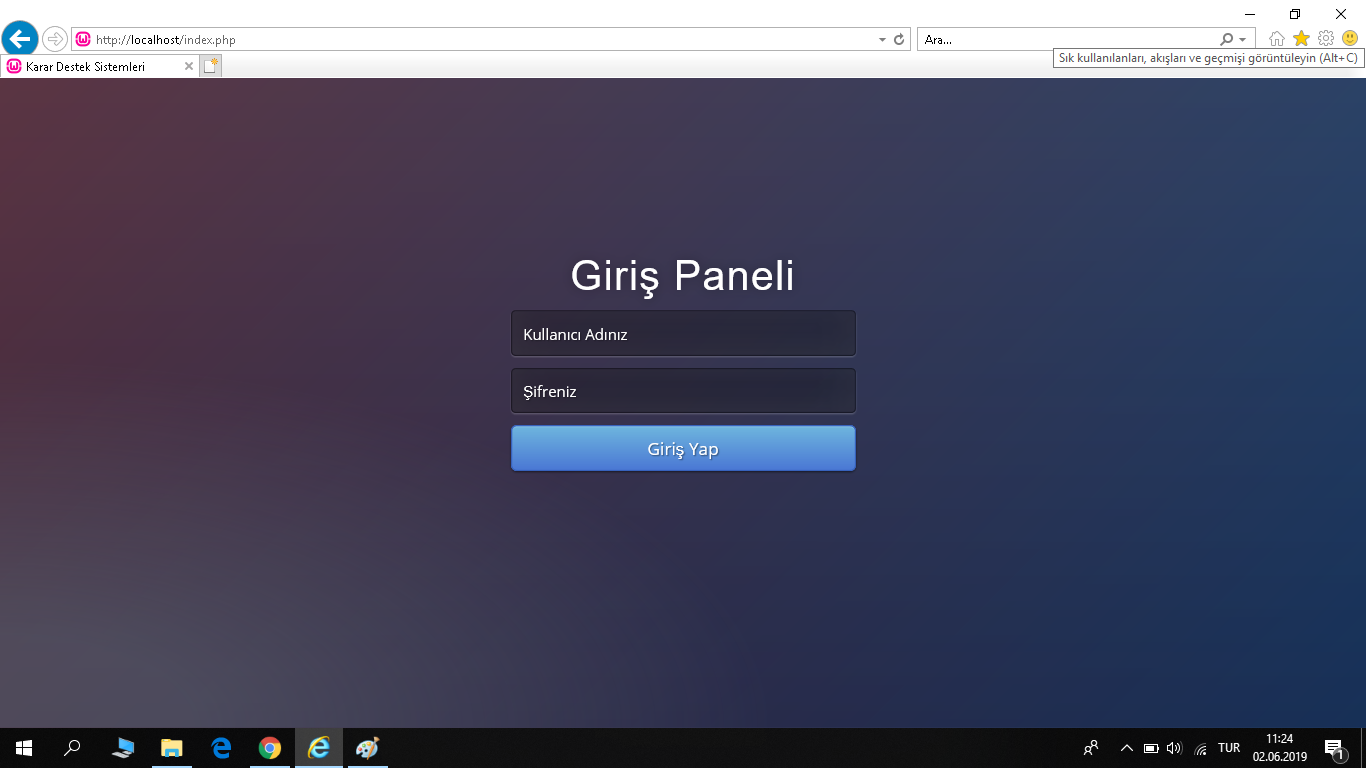 http://localhost/index.php
Ara...
Karar Destek Sistemleri
Sık kullanılanları, akışları ve geçmişi görüntüleyin (Alt+C)
Giriş Paneli
Kullanıcı Adınız
Şifreniz
Giriş Yap
TUR
11:24
02.06.2019
1